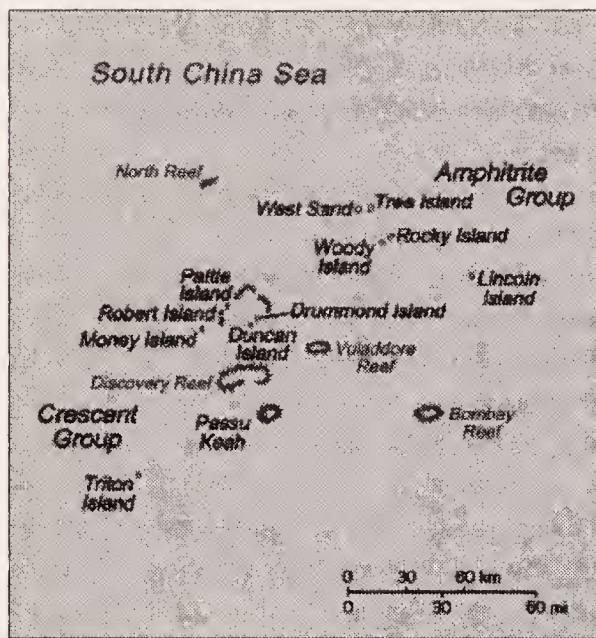 South China Sea
North Reef
Amphitrite
Group
West Sand
Tree Island
Woody
Island
Rocky Island
Lincoln
Island
Pattle
Island
Robert Island
Drummond Island
Money Island
Duncan
Island
Vuladdore
Reef
Discovery Reef
Crescent
Group
Passu
Keah
Bombay
Reef
Triton
Island
0 30 60 km
0 30 60 mi